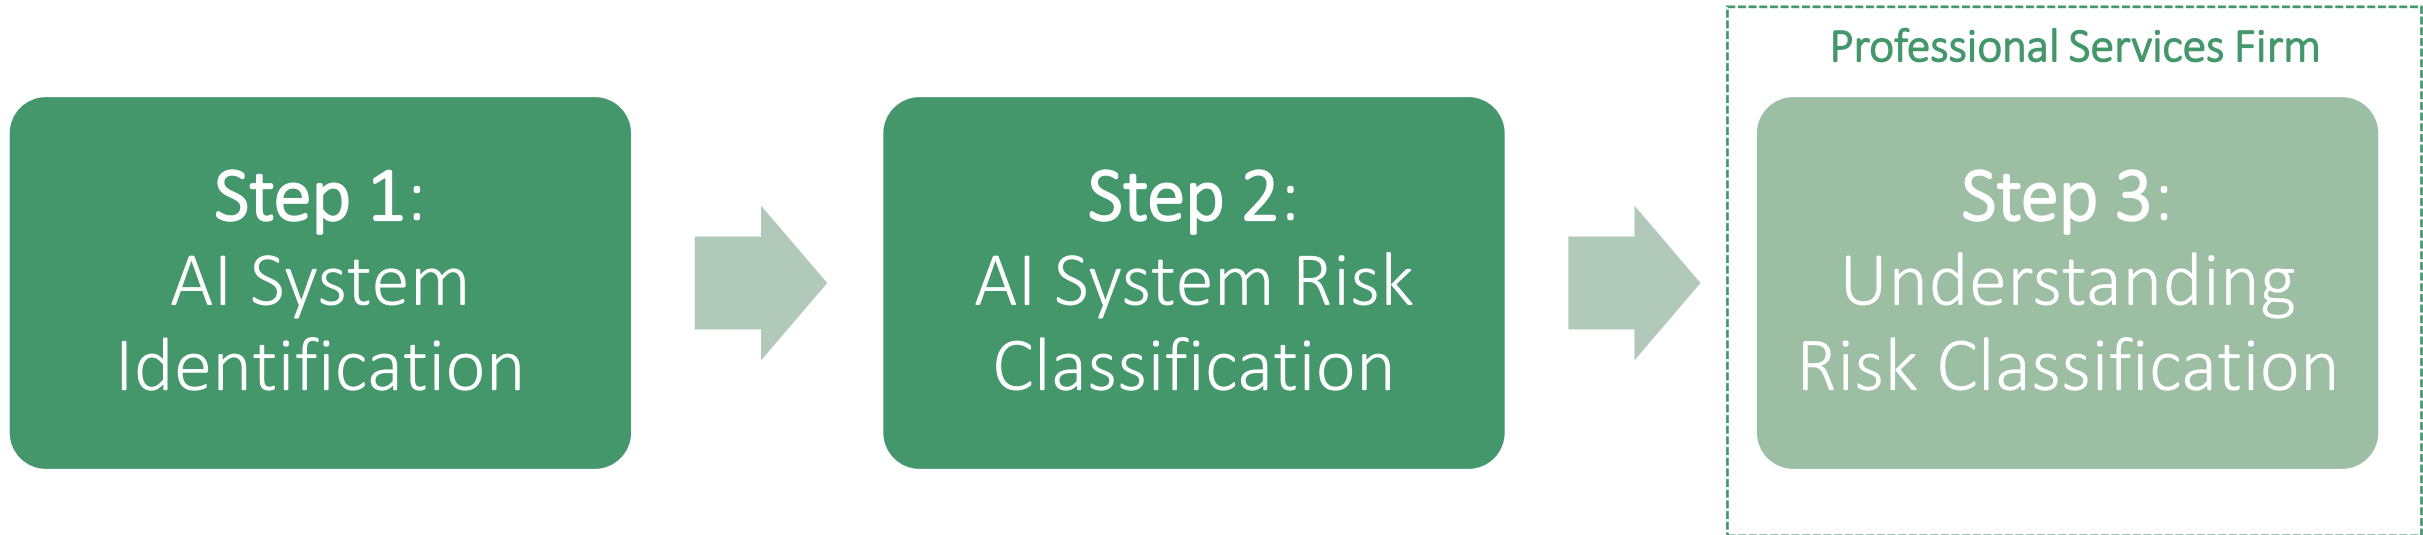 Professional Services Firm
Step 1:
AI System
Identification
Step 2:
AI System Risk
Classification
Step 3:
Understanding
Risk Classification